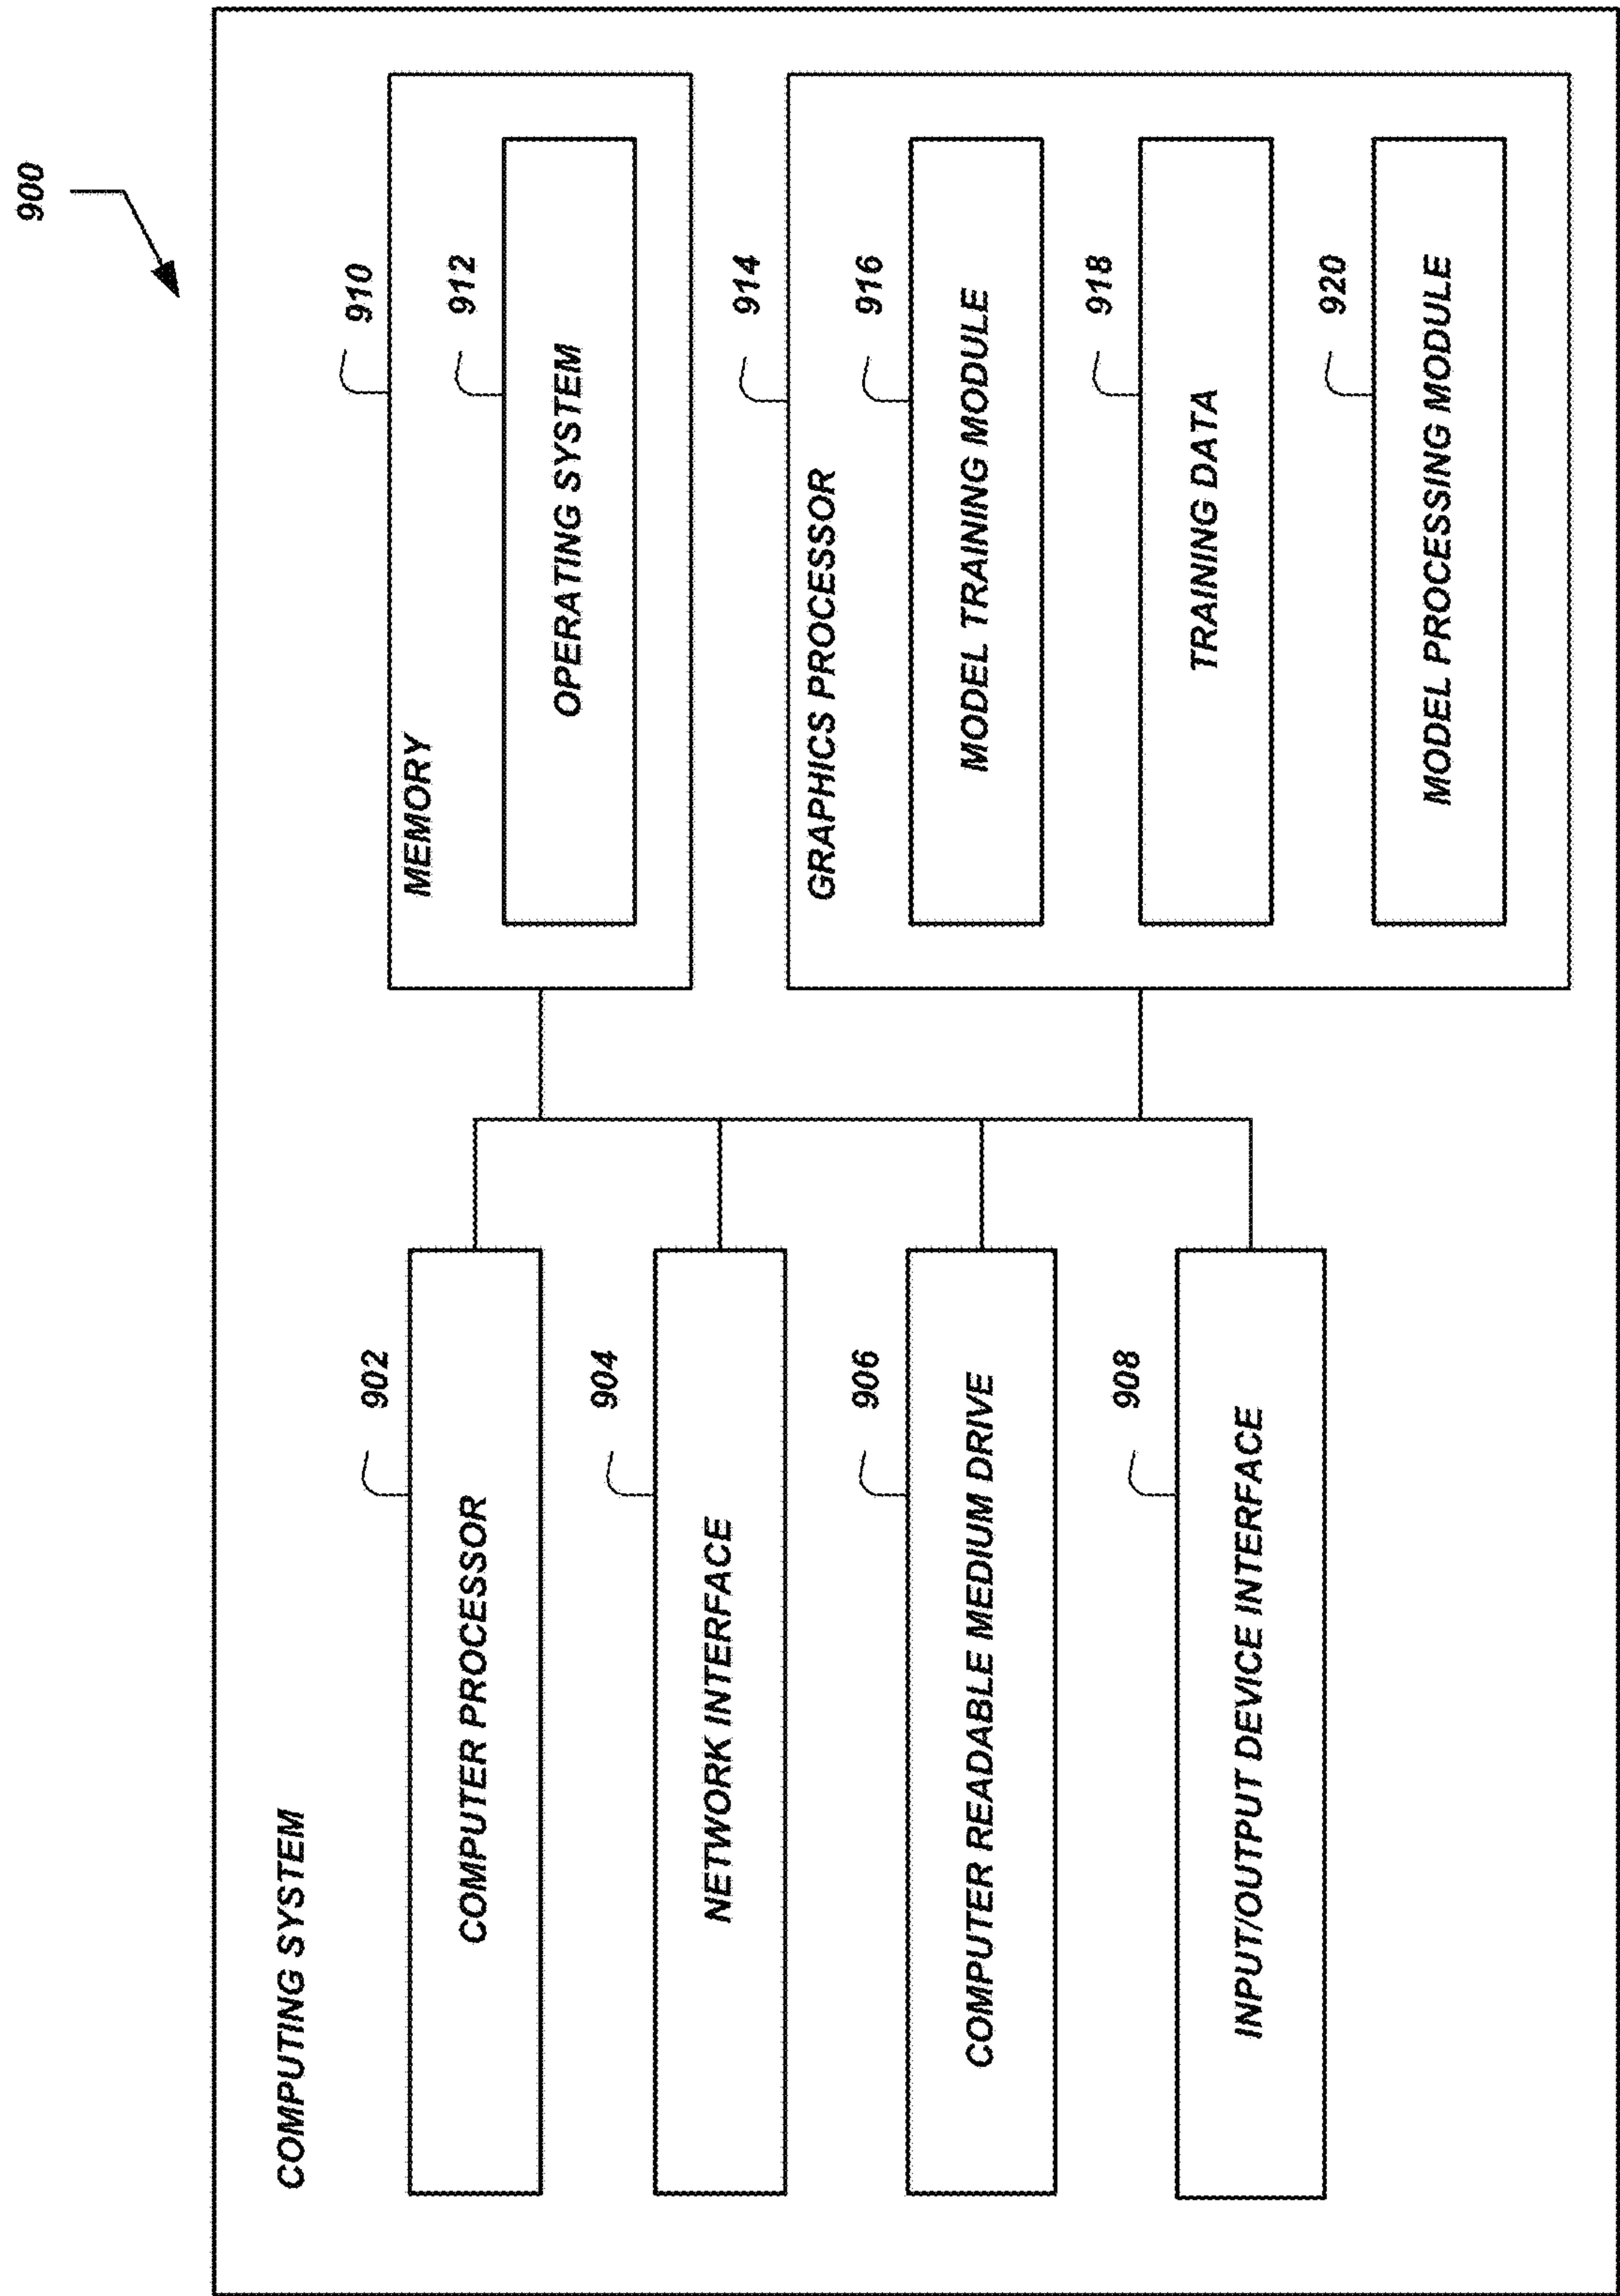 900
COMPUTING SYSTEM
902
COMPUTER PROCESSOR
904
NETWORK INTERFACE
906
COMPUTER READABLE MEDIUM DRIVE
908
INPUT/OUTPUT DEVICE INTERFACE
910
MEMORY
912
OPERATING SYSTEM
914
GRAPHICS PROCESSOR
916
MODEL TRAINING MODULE
918
TRAINING DATA
920
MODEL PROCESSING MODULE